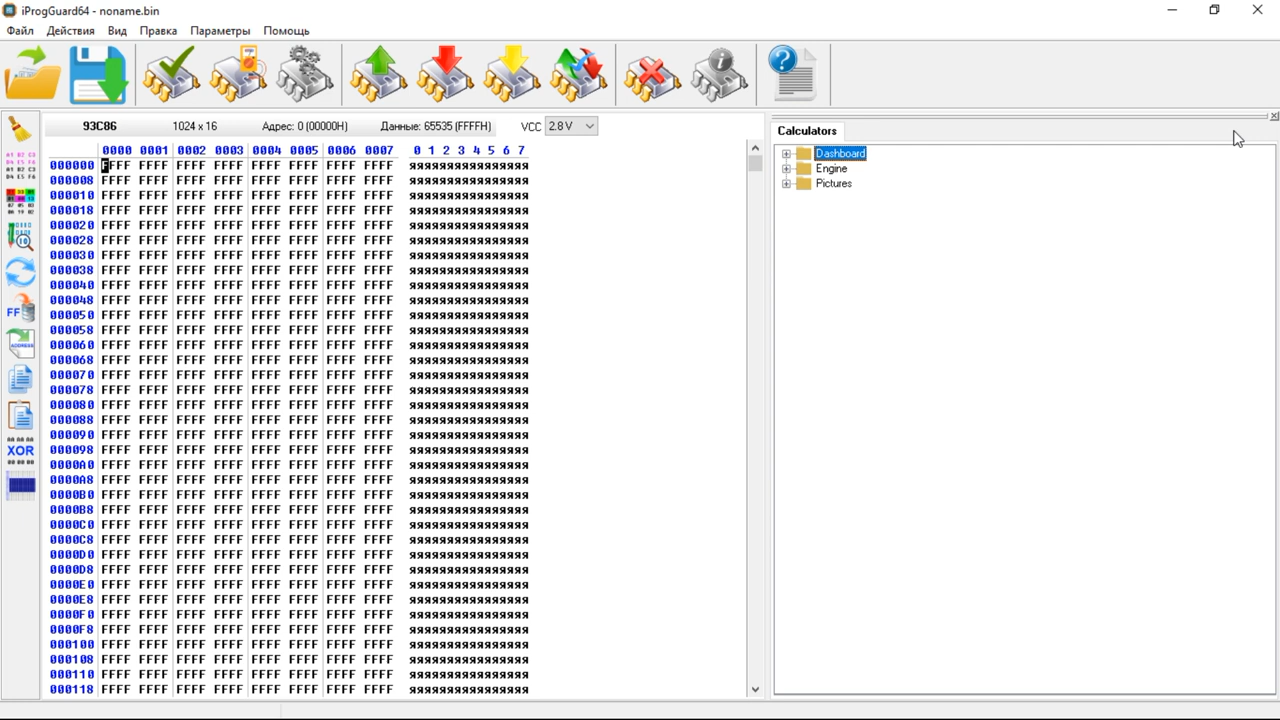 iProgGuard64 - noname.bin
Файл Действия Вид Правка Параметры Помощь
93C86 1024 x 16 Адрес: 0 (00000H) Данные: 65535 (FFFFH) VCC 2.8 V
Calculators
Dashboard
Engine
Pictures
0000 0001 0002 0003 0004 0005 0006 0007 0 1 2 3 4 5 6 7
000000 FFFF FFFF FFFF FFFF FFFF FFFF FFFF FFFF яяяяяяяяяяяяяяяя
000008 FFFF FFFF FFFF FFFF FFFF FFFF FFFF FFFF яяяяяяяяяяяяяяяя
000010 FFFF FFFF FFFF FFFF FFFF FFFF FFFF FFFF яяяяяяяяяяяяяяяя
000018 FFFF FFFF FFFF FFFF FFFF FFFF FFFF FFFF яяяяяяяяяяяяяяяя
000020 FFFF FFFF FFFF FFFF FFFF FFFF FFFF FFFF яяяяяяяяяяяяяяяя
000028 FFFF FFFF FFFF FFFF FFFF FFFF FFFF FFFF яяяяяяяяяяяяяяяя
000030 FFFF FFFF FFFF FFFF FFFF FFFF FFFF FFFF яяяяяяяяяяяяяяяя
000038 FFFF FFFF FFFF FFFF FFFF FFFF FFFF FFFF яяяяяяяяяяяяяяяя
000040 FFFF FFFF FFFF FFFF FFFF FFFF FFFF FFFF яяяяяяяяяяяяяяяя
000048 FFFF FFFF FFFF FFFF FFFF FFFF FFFF FFFF яяяяяяяяяяяяяяяя
000050 FFFF FFFF FFFF FFFF FFFF FFFF FFFF FFFF яяяяяяяяяяяяяяяя
000058 FFFF FFFF FFFF FFFF FFFF FFFF FFFF FFFF яяяяяяяяяяяяяяяя
000060 FFFF FFFF FFFF FFFF FFFF FFFF FFFF FFFF яяяяяяяяяяяяяяяя
000068 FFFF FFFF FFFF FFFF FFFF FFFF FFFF FFFF яяяяяяяяяяяяяяяя
000070 FFFF FFFF FFFF FFFF FFFF FFFF FFFF FFFF яяяяяяяяяяяяяяяя
000078 FFFF FFFF FFFF FFFF FFFF FFFF FFFF FFFF яяяяяяяяяяяяяяяя
000080 FFFF FFFF FFFF FFFF FFFF FFFF FFFF FFFF яяяяяяяяяяяяяяяя
000088 FFFF FFFF FFFF FFFF FFFF FFFF FFFF FFFF яяяяяяяяяяяяяяяя
000090 FFFF FFFF FFFF FFFF FFFF FFFF FFFF FFFF яяяяяяяяяяяяяяяя
000098 FFFF FFFF FFFF FFFF FFFF FFFF FFFF FFFF яяяяяяяяяяяяяяяя
0000A0 FFFF FFFF FFFF FFFF FFFF FFFF FFFF FFFF яяяяяяяяяяяяяяяя
0000A8 FFFF FFFF FFFF FFFF FFFF FFFF FFFF FFFF яяяяяяяяяяяяяяяя
0000B0 FFFF FFFF FFFF FFFF FFFF FFFF FFFF FFFF яяяяяяяяяяяяяяяя
0000B8 FFFF FFFF FFFF FFFF FFFF FFFF FFFF FFFF яяяяяяяяяяяяяяяя
0000C0 FFFF FFFF FFFF FFFF FFFF FFFF FFFF FFFF яяяяяяяяяяяяяяяя
0000C8 FFFF FFFF FFFF FFFF FFFF FFFF FFFF FFFF яяяяяяяяяяяяяяяя
0000D0 FFFF FFFF FFFF FFFF FFFF FFFF FFFF FFFF яяяяяяяяяяяяяяяя
0000D8 FFFF FFFF FFFF FFFF FFFF FFFF FFFF FFFF яяяяяяяяяяяяяяяя
0000E0 FFFF FFFF FFFF FFFF FFFF FFFF FFFF FFFF яяяяяяяяяяяяяяяя
0000E8 FFFF FFFF FFFF FFFF FFFF FFFF FFFF FFFF яяяяяяяяяяяяяяяя
0000F0 FFFF FFFF FFFF FFFF FFFF FFFF FFFF FFFF яяяяяяяяяяяяяяяя
0000F8 FFFF FFFF FFFF FFFF FFFF FFFF FFFF FFFF яяяяяяяяяяяяяяяя
000100 FFFF FFFF FFFF FFFF FFFF FFFF FFFF FFFF яяяяяяяяяяяяяяяя
000108 FFFF FFFF FFFF FFFF FFFF FFFF FFFF FFFF яяяяяяяяяяяяяяяя
000110 FFFF FFFF FFFF FFFF FFFF FFFF FFFF FFFF яяяяяяяяяяяяяяяя
000118 FFFF FFFF FFFF FFFF FFFF FFFF FFFF FFFF яяяяяяяяяяяяяяяя
FF
ADDRESS
XOR